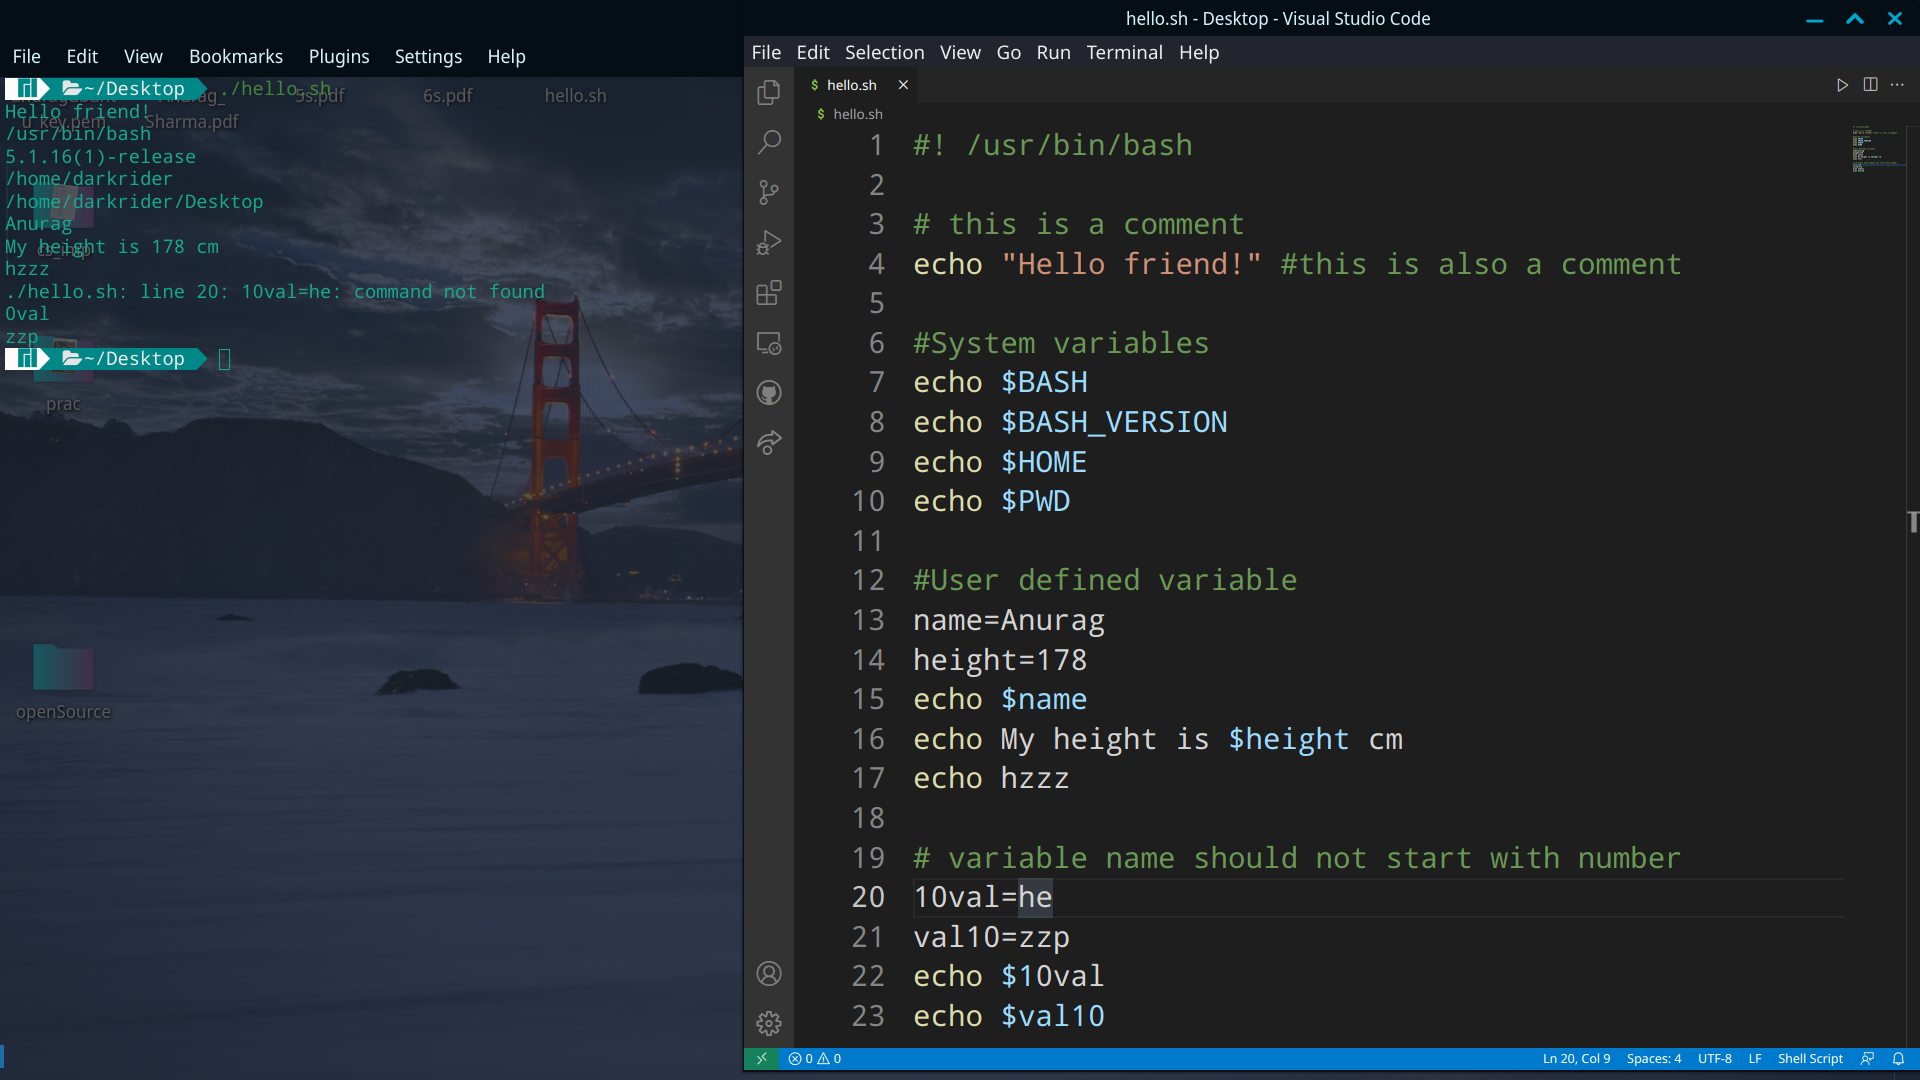 File Edit View Bookmarks Plugins Settings Help
~/Desktop ./hello.sh
Hello friend!
/usr/bin/bash
5.1.16(1)-release
/home/darkrider
/home/darkrider/Desktop
Anurag
My height is 178 cm
hzzz
./hello.sh: line 20: 10val=he: command not found
0val
zzp
~/Desktop
5s.pdf
6s.pdf
hello.sh
Sharma.pdf
prac
openSource
hello.sh - Desktop - Visual Studio Code
File Edit Selection View Go Run Terminal Help
$ hello.sh
$ hello.sh
1 #! /usr/bin/bash
2
3 # this is a comment
4 echo "Hello friend!" #this is also a comment
5
6 #System variables
7 echo $BASH
8 echo $BASH_VERSION
9 echo $HOME
10 echo $PWD
11
12 #User defined variable
13 name=Anurag
14 height=178
15 echo $name
16 echo My height is $height cm
17 echo hzzz
18
19 # variable name should not start with number
20 10val=he
21 val10=zzp
22 echo $10val
23 echo $val10
0 0 Ln 20, Col 9 Spaces: 4 UTF-8 LF Shell Script